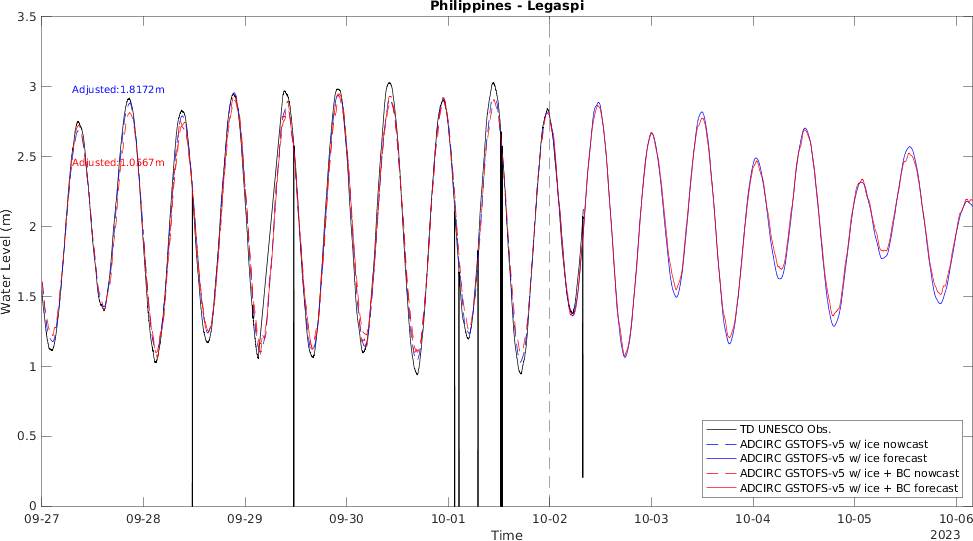 Philippines - Legaspi
3.5
3
2.5
2
1.5
1
0.5
0
Water Level (m)
Adjusted:1.8172m
Adjusted:1.0667m
TD UNESCO Obs.
ADCIRC GSTOFS-v5 w/ ice nowcast
ADCIRC GSTOFS-v5 w/ ice forecast
ADCIRC GSTOFS-v5 w/ ice + BC nowcast
ADCIRC GSTOFS-v5 w/ ice + BC forecast
09-27 09-28 09-29 09-30 10-01 10-02 10-03 10-04 10-05 10-06
Time
2023